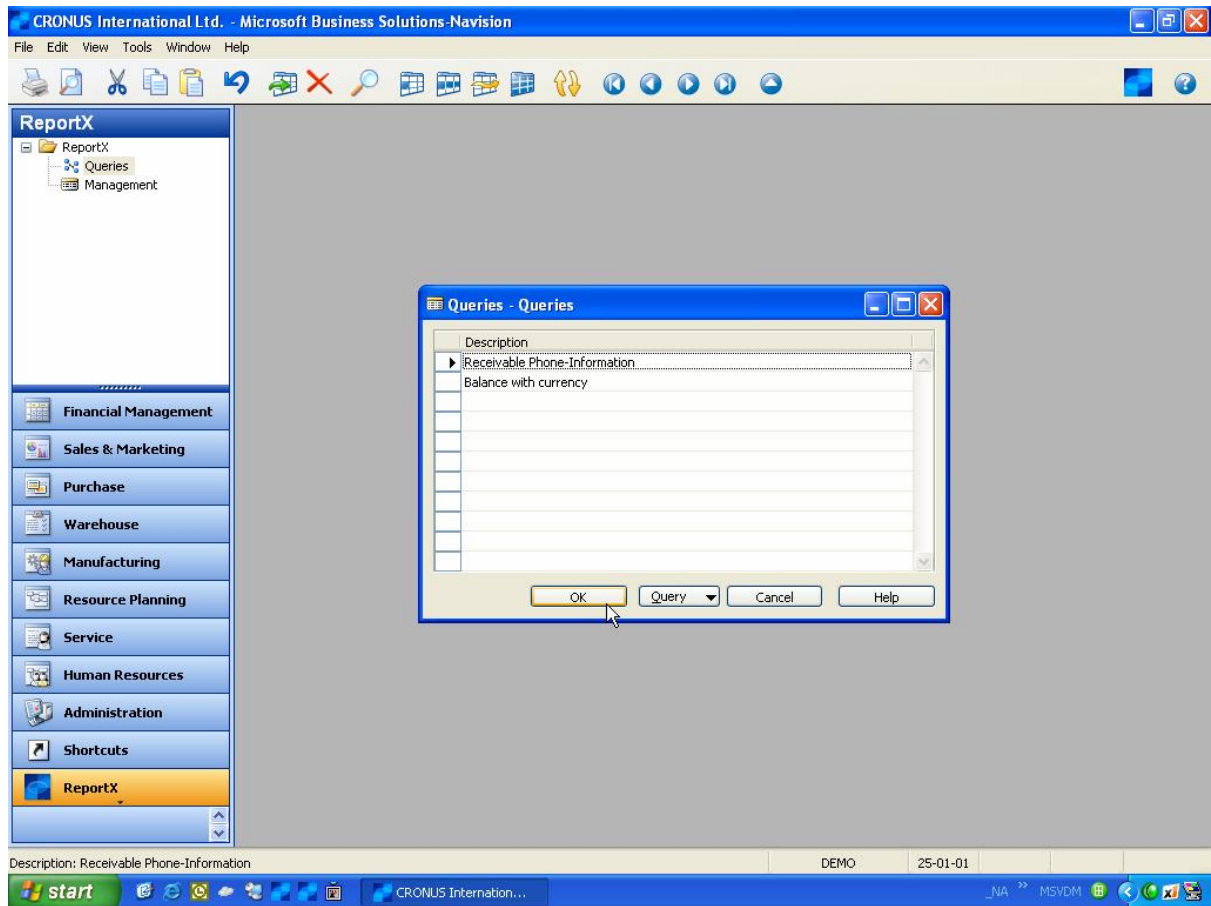 CRONUS International Ltd. - Microsoft Business Solutions-Navision
File Edit View Tools Window Help
ReportX
ReportX
Queries
Management
Queries - Queries
Description
Receivable Phone-Information
Balance with currency
OK Query Cancel Help
Financial Management
Sales & Marketing
Purchase
Warehouse
Manufacturing
Resource Planning
Service
Human Resources
Administration
Shortcuts
ReportX
Description: Receivable Phone-Information DEMO 25-01-01
start CRONUS Internation... _NA » MSVDM